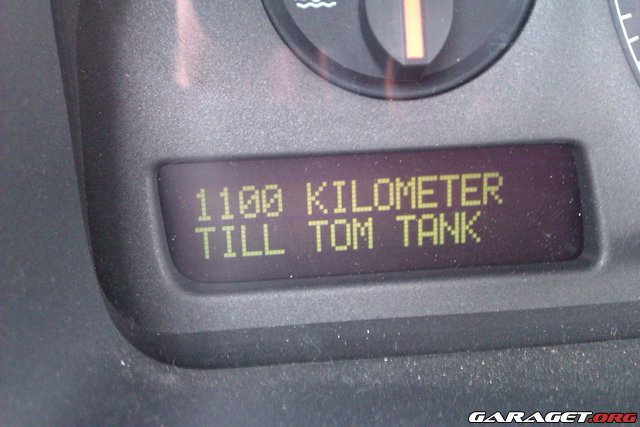 1100 KILOMETER
TILL TOM TANK
GARAGET.ORG